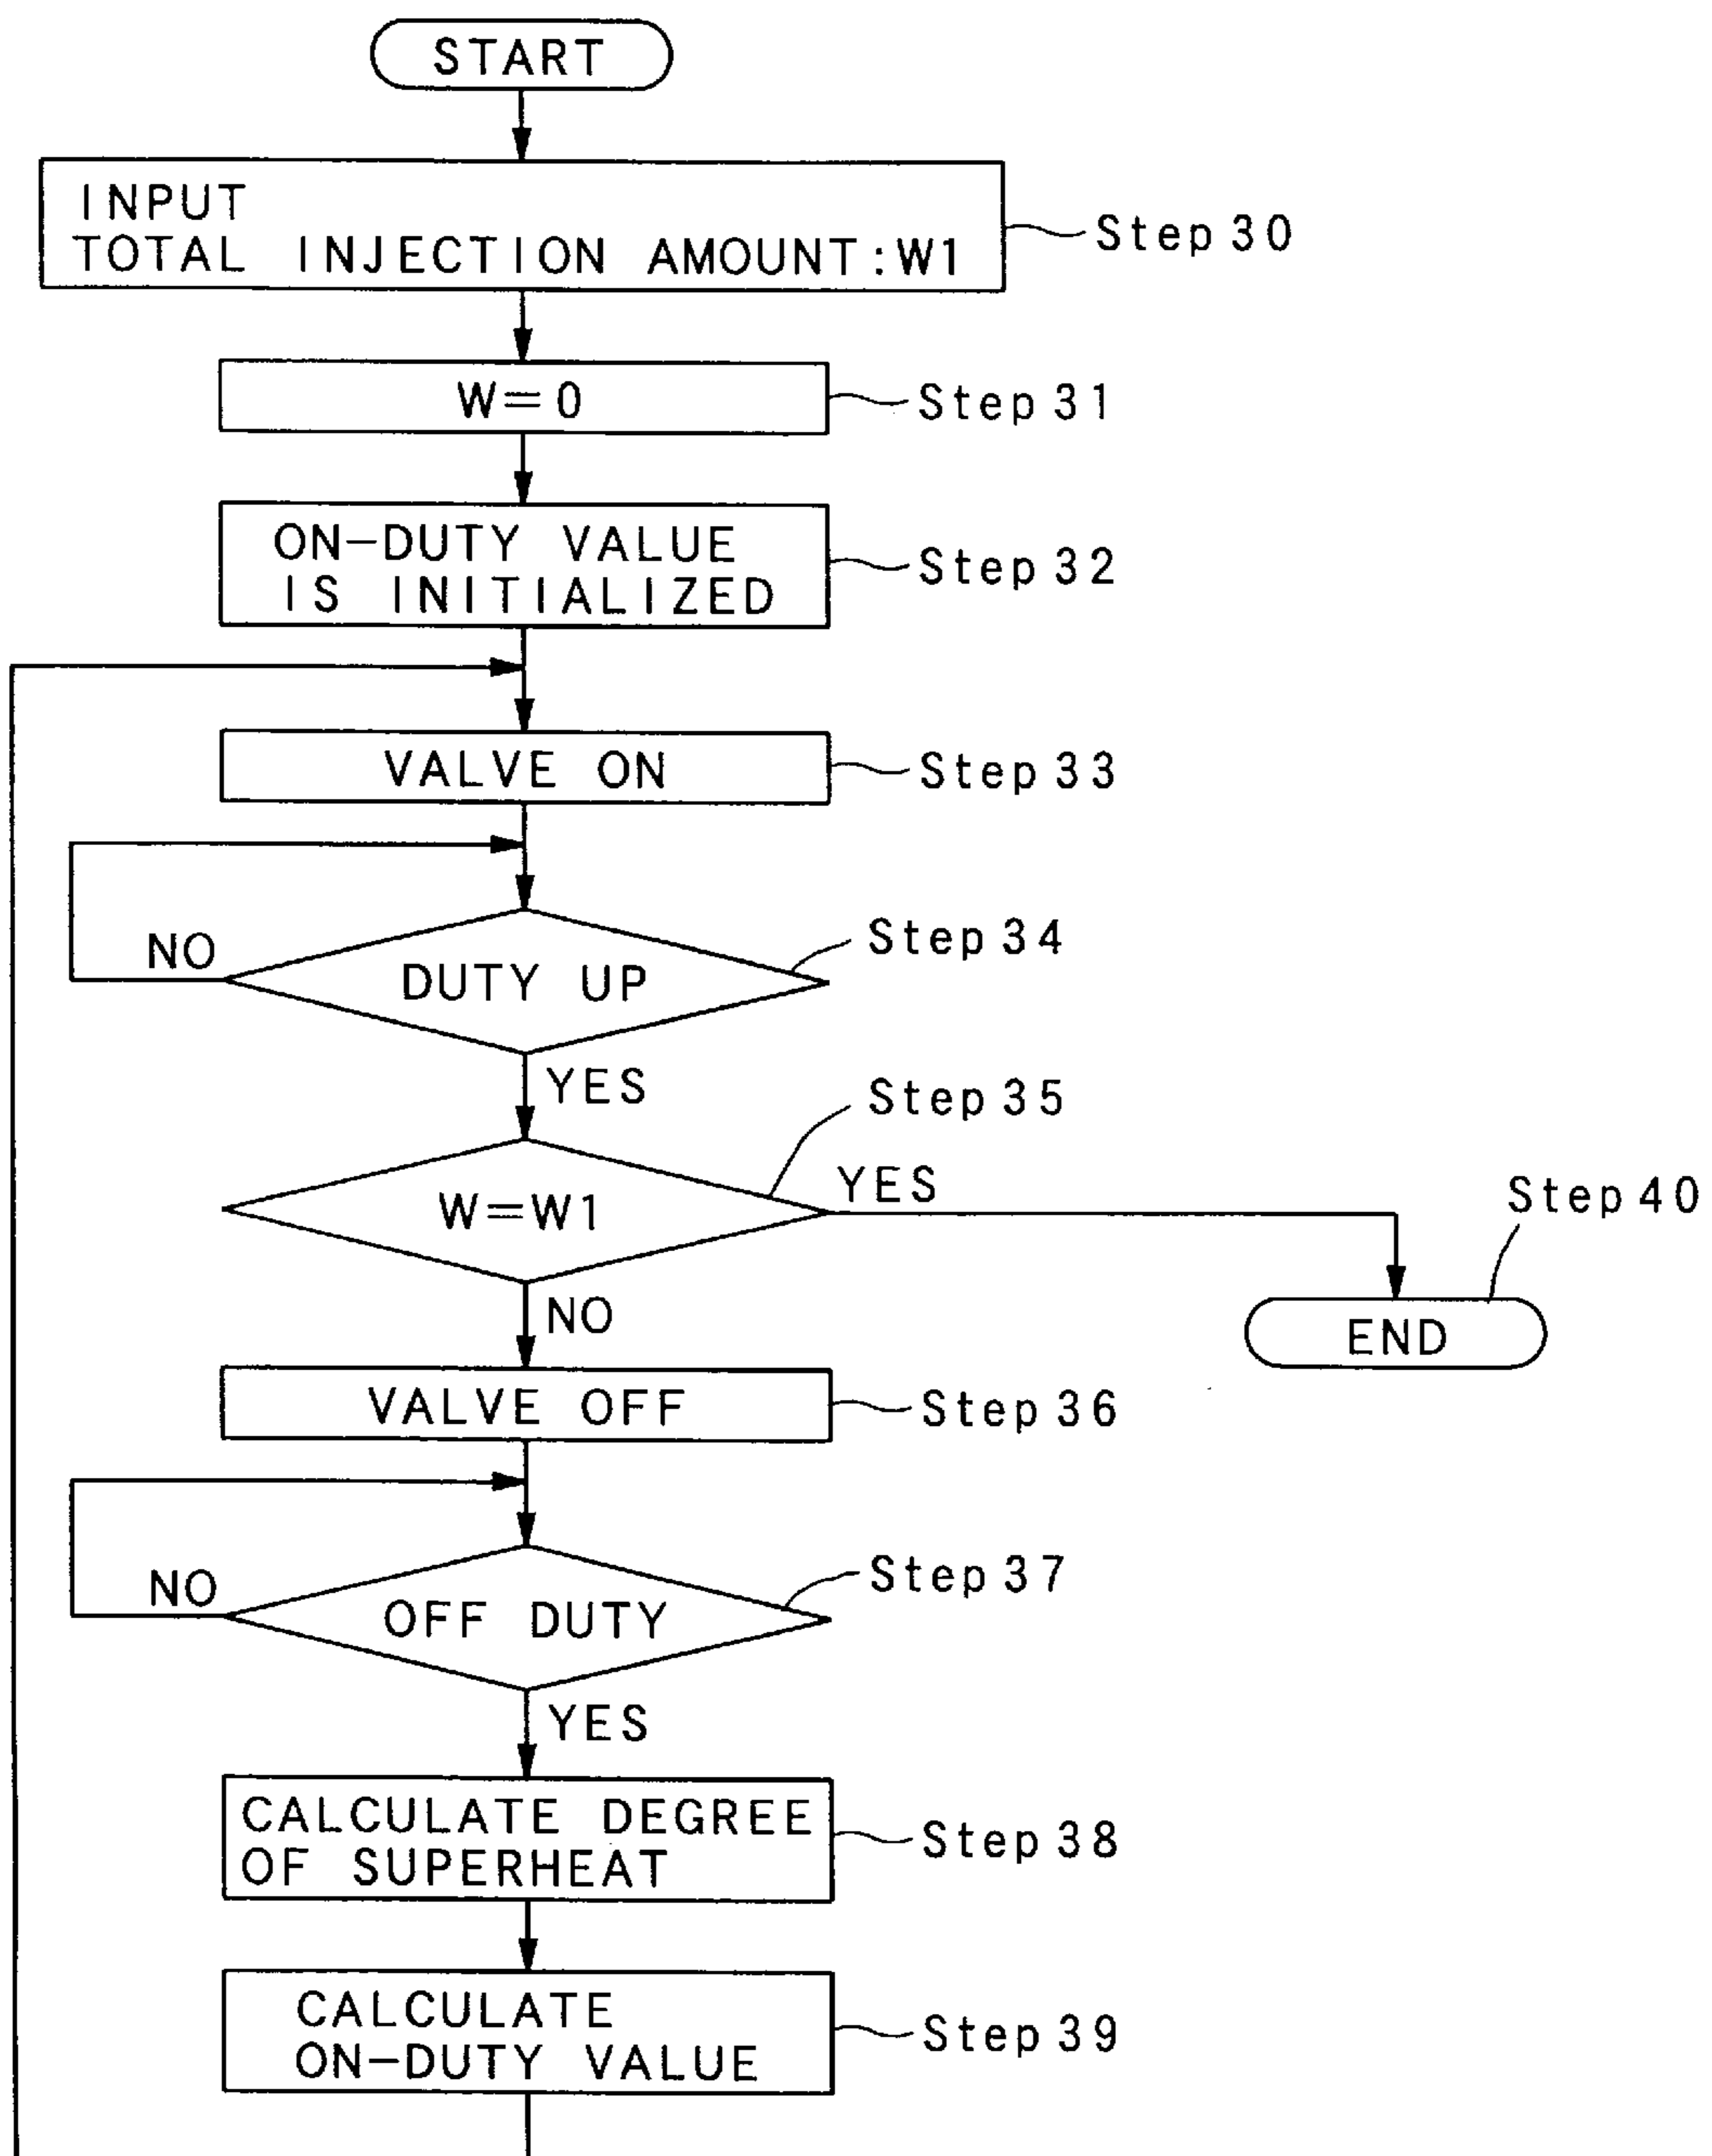 START
INPUT
TOTAL INJECTION AMOUNT:W1
Step 30
W=0
Step 31
ON-DUTY VALUE
IS INITIALIZED
Step 32
VALVE ON
Step 33
Step 34
NO
DUTY UP
YES
Step 35
W=W1
YES
Step 40
NO
END
VALVE OFF
Step 36
Step 37
NO
OFF DUTY
YES
CALCULATE DEGREE
OF SUPERHEAT
Step 38
CALCULATE
ON-DUTY VALUE
Step 39